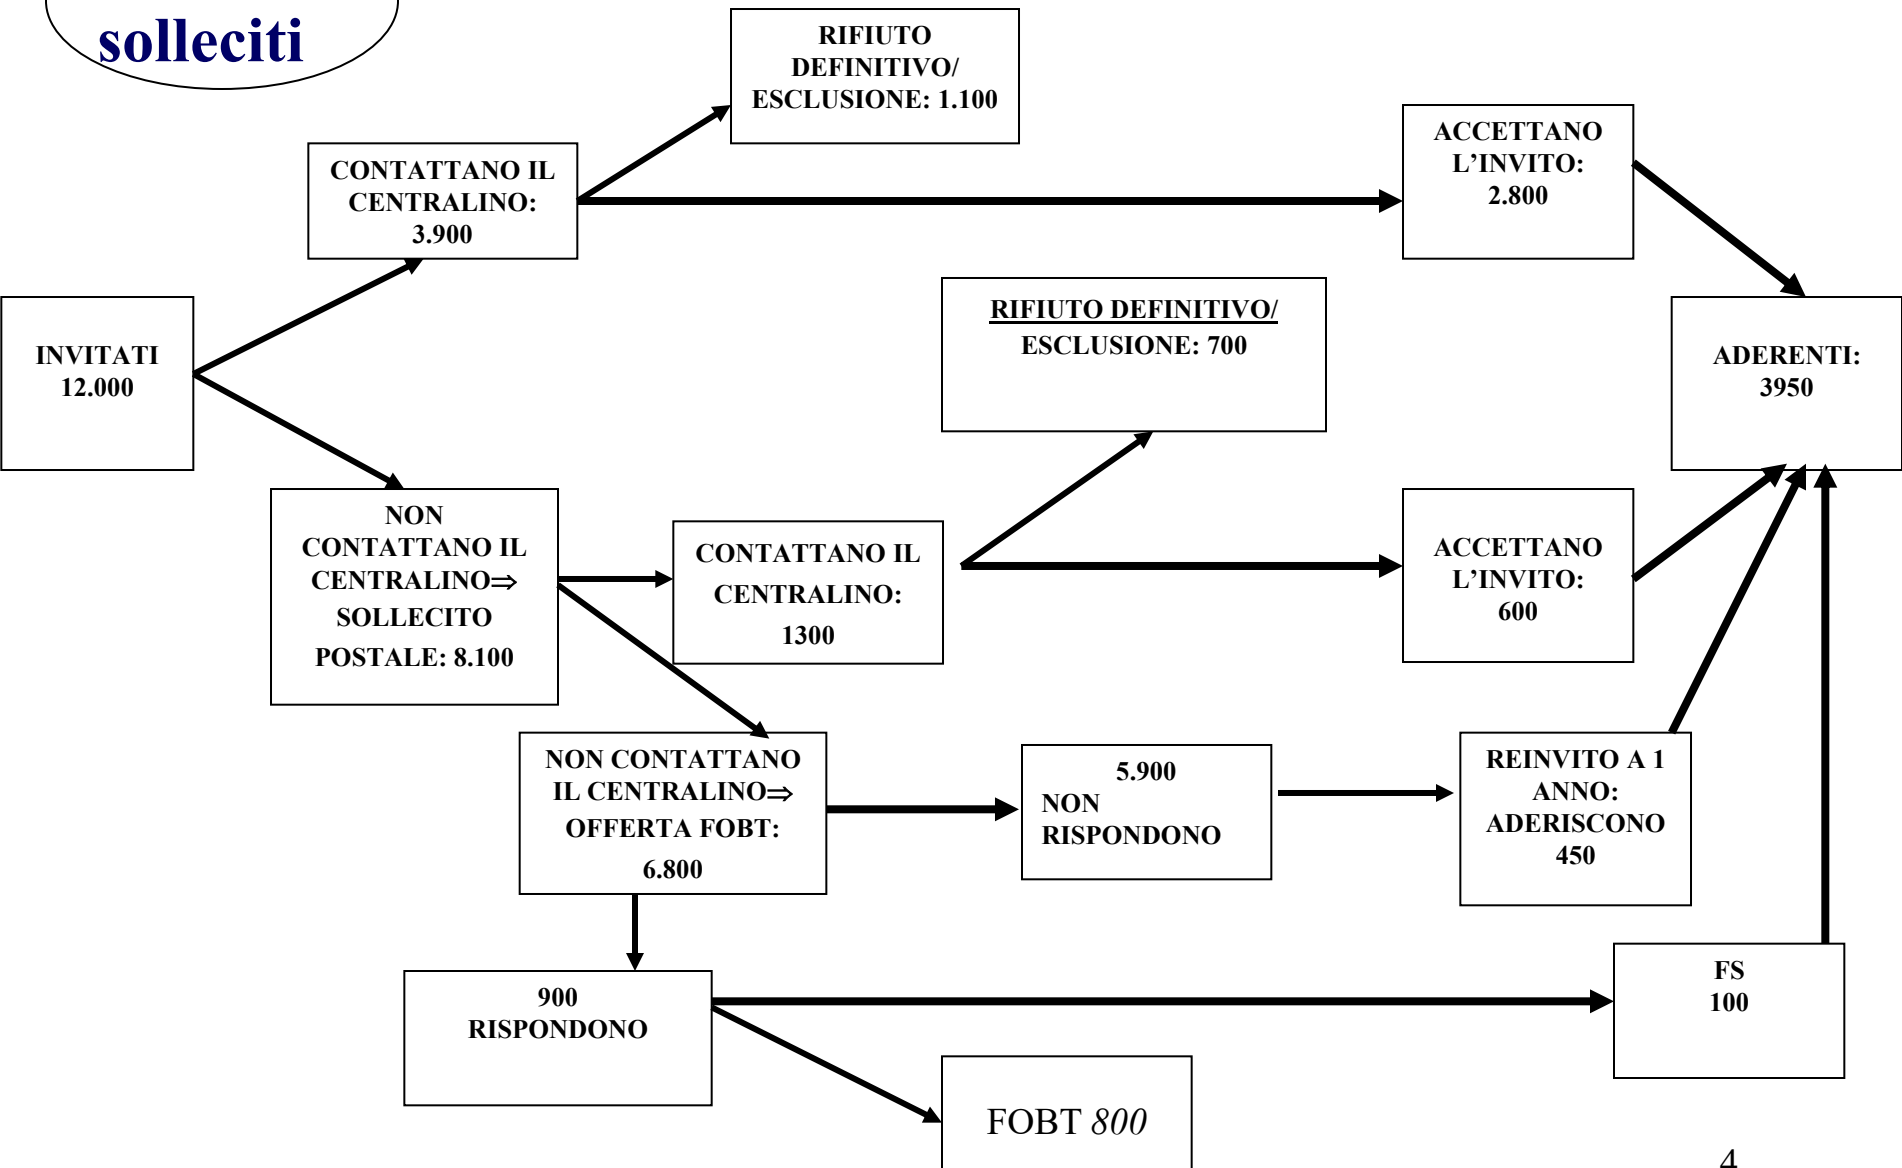 solleciti
RIFIUTO
DEFINITIVO/
ESCLUSIONE: 1.100
ACCETTANO
L’INVITO:
2.800
CONTATTANO IL
CENTRALINO:
3.900
RIFIUTO DEFINITIVO/
ESCLUSIONE: 700
INVITATI
12.000
ADERENTI:
3950
NON
CONTATTANO IL
CENTRALINO⇒
SOLLECITO
POSTALE: 8.100
CONTATTANO IL
CENTRALINO:
1300
ACCETTANO
L’INVITO:
600
NON CONTATTANO
IL CENTRALINO⇒
OFFERTA FOBT:
6.800
5.900
NON
RISPONDONO
REINVITO A 1
ANNO:
ADERISCONO
450
900
RISPONDONO
FS
100
FOBT 800
4